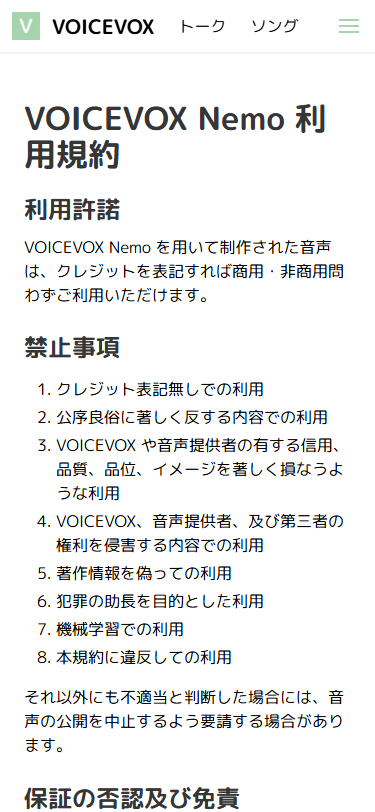 V VOICEVOX トーク ソング
VOICEVOX Nemo 利
用規約
利用許諾
VOICEVOX Nemo を用いて制作された音声
は、クレジットを表記すれば商用・非商用問
わずご利用いただけます。
禁止事項
1. クレジット表記無しでの利用
2. 公序良俗に著しく反する内容での利用
3. VOICEVOX や音声提供者の有する信用、
品質、品位、イメージを著しく損なうよ
うな利用
4. VOICEVOX、音声提供者、及び第三者の
権利を侵害する内容での利用
5. 著作情報を偽っての利用
6. 犯罪の助長を目的とした利用
7. 機械学習での利用
8. 本規約に違反しての利用
それ以外にも不適当と判断した場合には、音
声の公開を中止するよう要請する場合があり
ます。
保証の否認及び免責